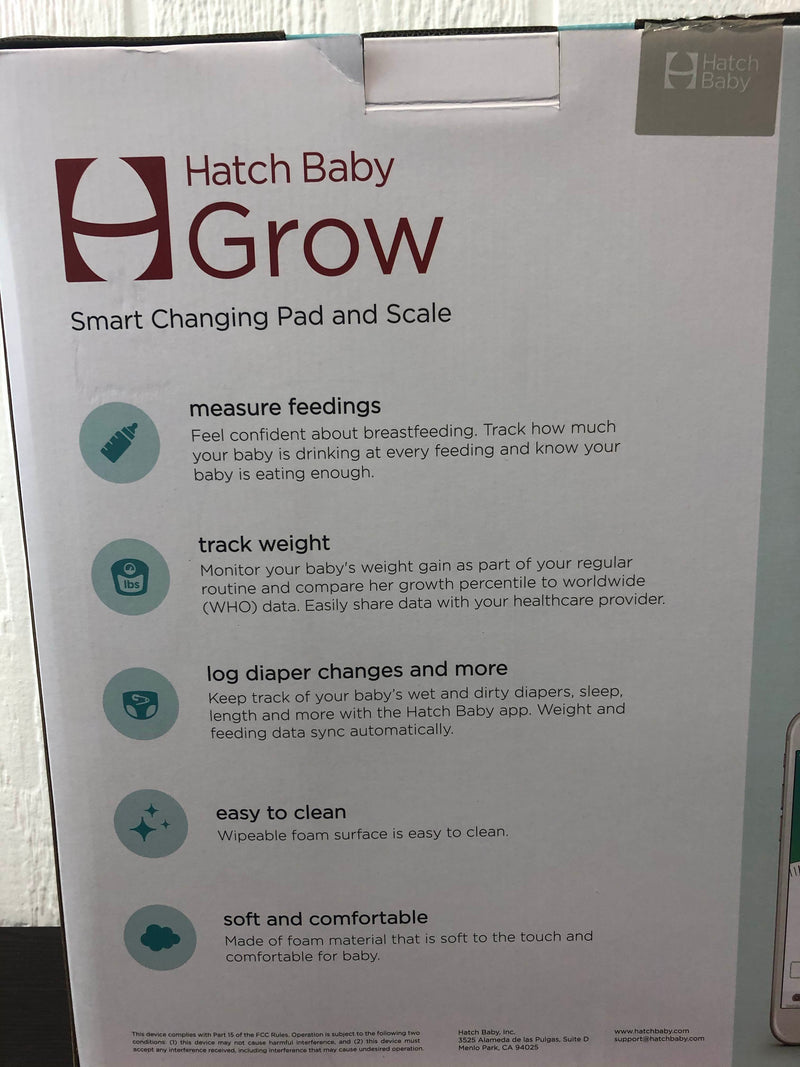 Hatch
Baby
Hatch Baby
Grow
Smart Changing Pad and Scale
measure feedings
Feel confident about breastfeeding. Track how much
your baby is drinking at every feeding and know your
baby is eating enough.
track weight
lbs
Monitor your baby's weight gain as part of your regular
routine and compare her growth percentile to worldwide
(WHO) data. Easily share data with your healthcare provider.
log diaper changes and more
Keep track of your baby's wet and dirty diapers, sleep,
length and more with the Hatch Baby app. Weight and
feeding data sync automatically.
easy to clean
Wipeable foam surface is easy to clean.
soft and comfortable
Made of foam material that is soft to the touch and
comfortable for baby.
This device complies with Part 15 of the FCC Rules. Operation is subject to the following two
conditions: (1) this device may not cause harmful interference, and (2) this device must
accept any interference received, including interference that may cause undesired operation.
Hatch Baby, Inc.
3525 Alameda de las Pulgas, Suite D
Menlo Park, CA 94025
www.hatchbaby.com
support@hatchbaby.com